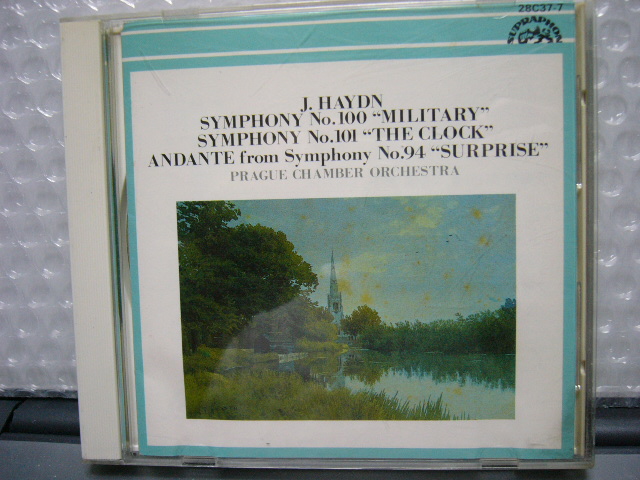 28C37-7
SUPRAPHON
J. HAYDN
SYMPHONY No. 100 “MILITARY”
SYMPHONY No. 101 “THE CLOCK”
ANDANTE from Symphony No. 94 “SURPRISE”
PRAGUE CHAMBER ORCHESTRA